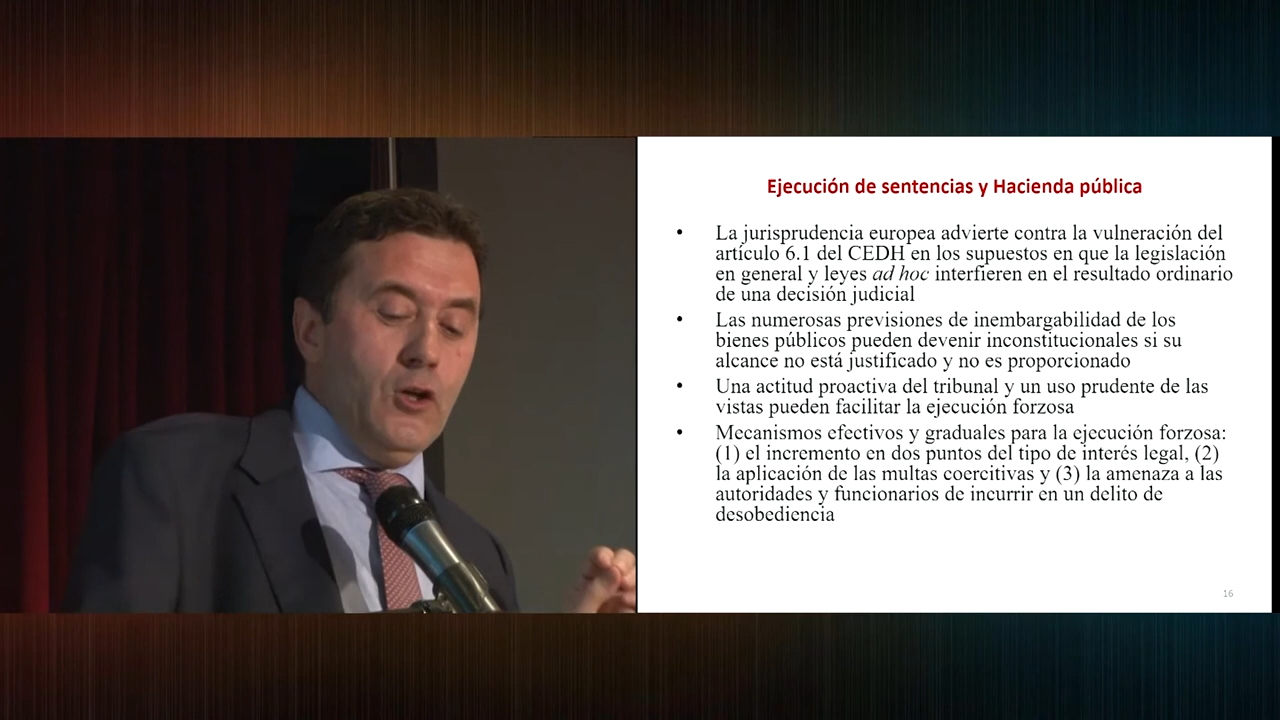 Ejecución de sentencias y Hacienda pública
• La jurisprudencia europea advierte contra la vulneración del
artículo 6.1 del CEDH en los supuestos en que la legislación
en general y leyes ad hoc interfieren en el resultado ordinario
de una decisión judicial
• Las numerosas previsiones de inembargabilidad de los
bienes públicos pueden devenir inconstitucionales si su
alcance no está justificado y no es proporcionado
• Una actitud proactiva del tribunal y un uso prudente de las
vistas pueden facilitar la ejecución forzosa
• Mecanismos efectivos y graduales para la ejecución forzosa:
(1) el incremento en dos puntos del tipo de interés legal, (2)
la aplicación de las multas coercitivas y (3) la amenaza a las
autoridades y funcionarios de incurrir en un delito de
desobediencia
16